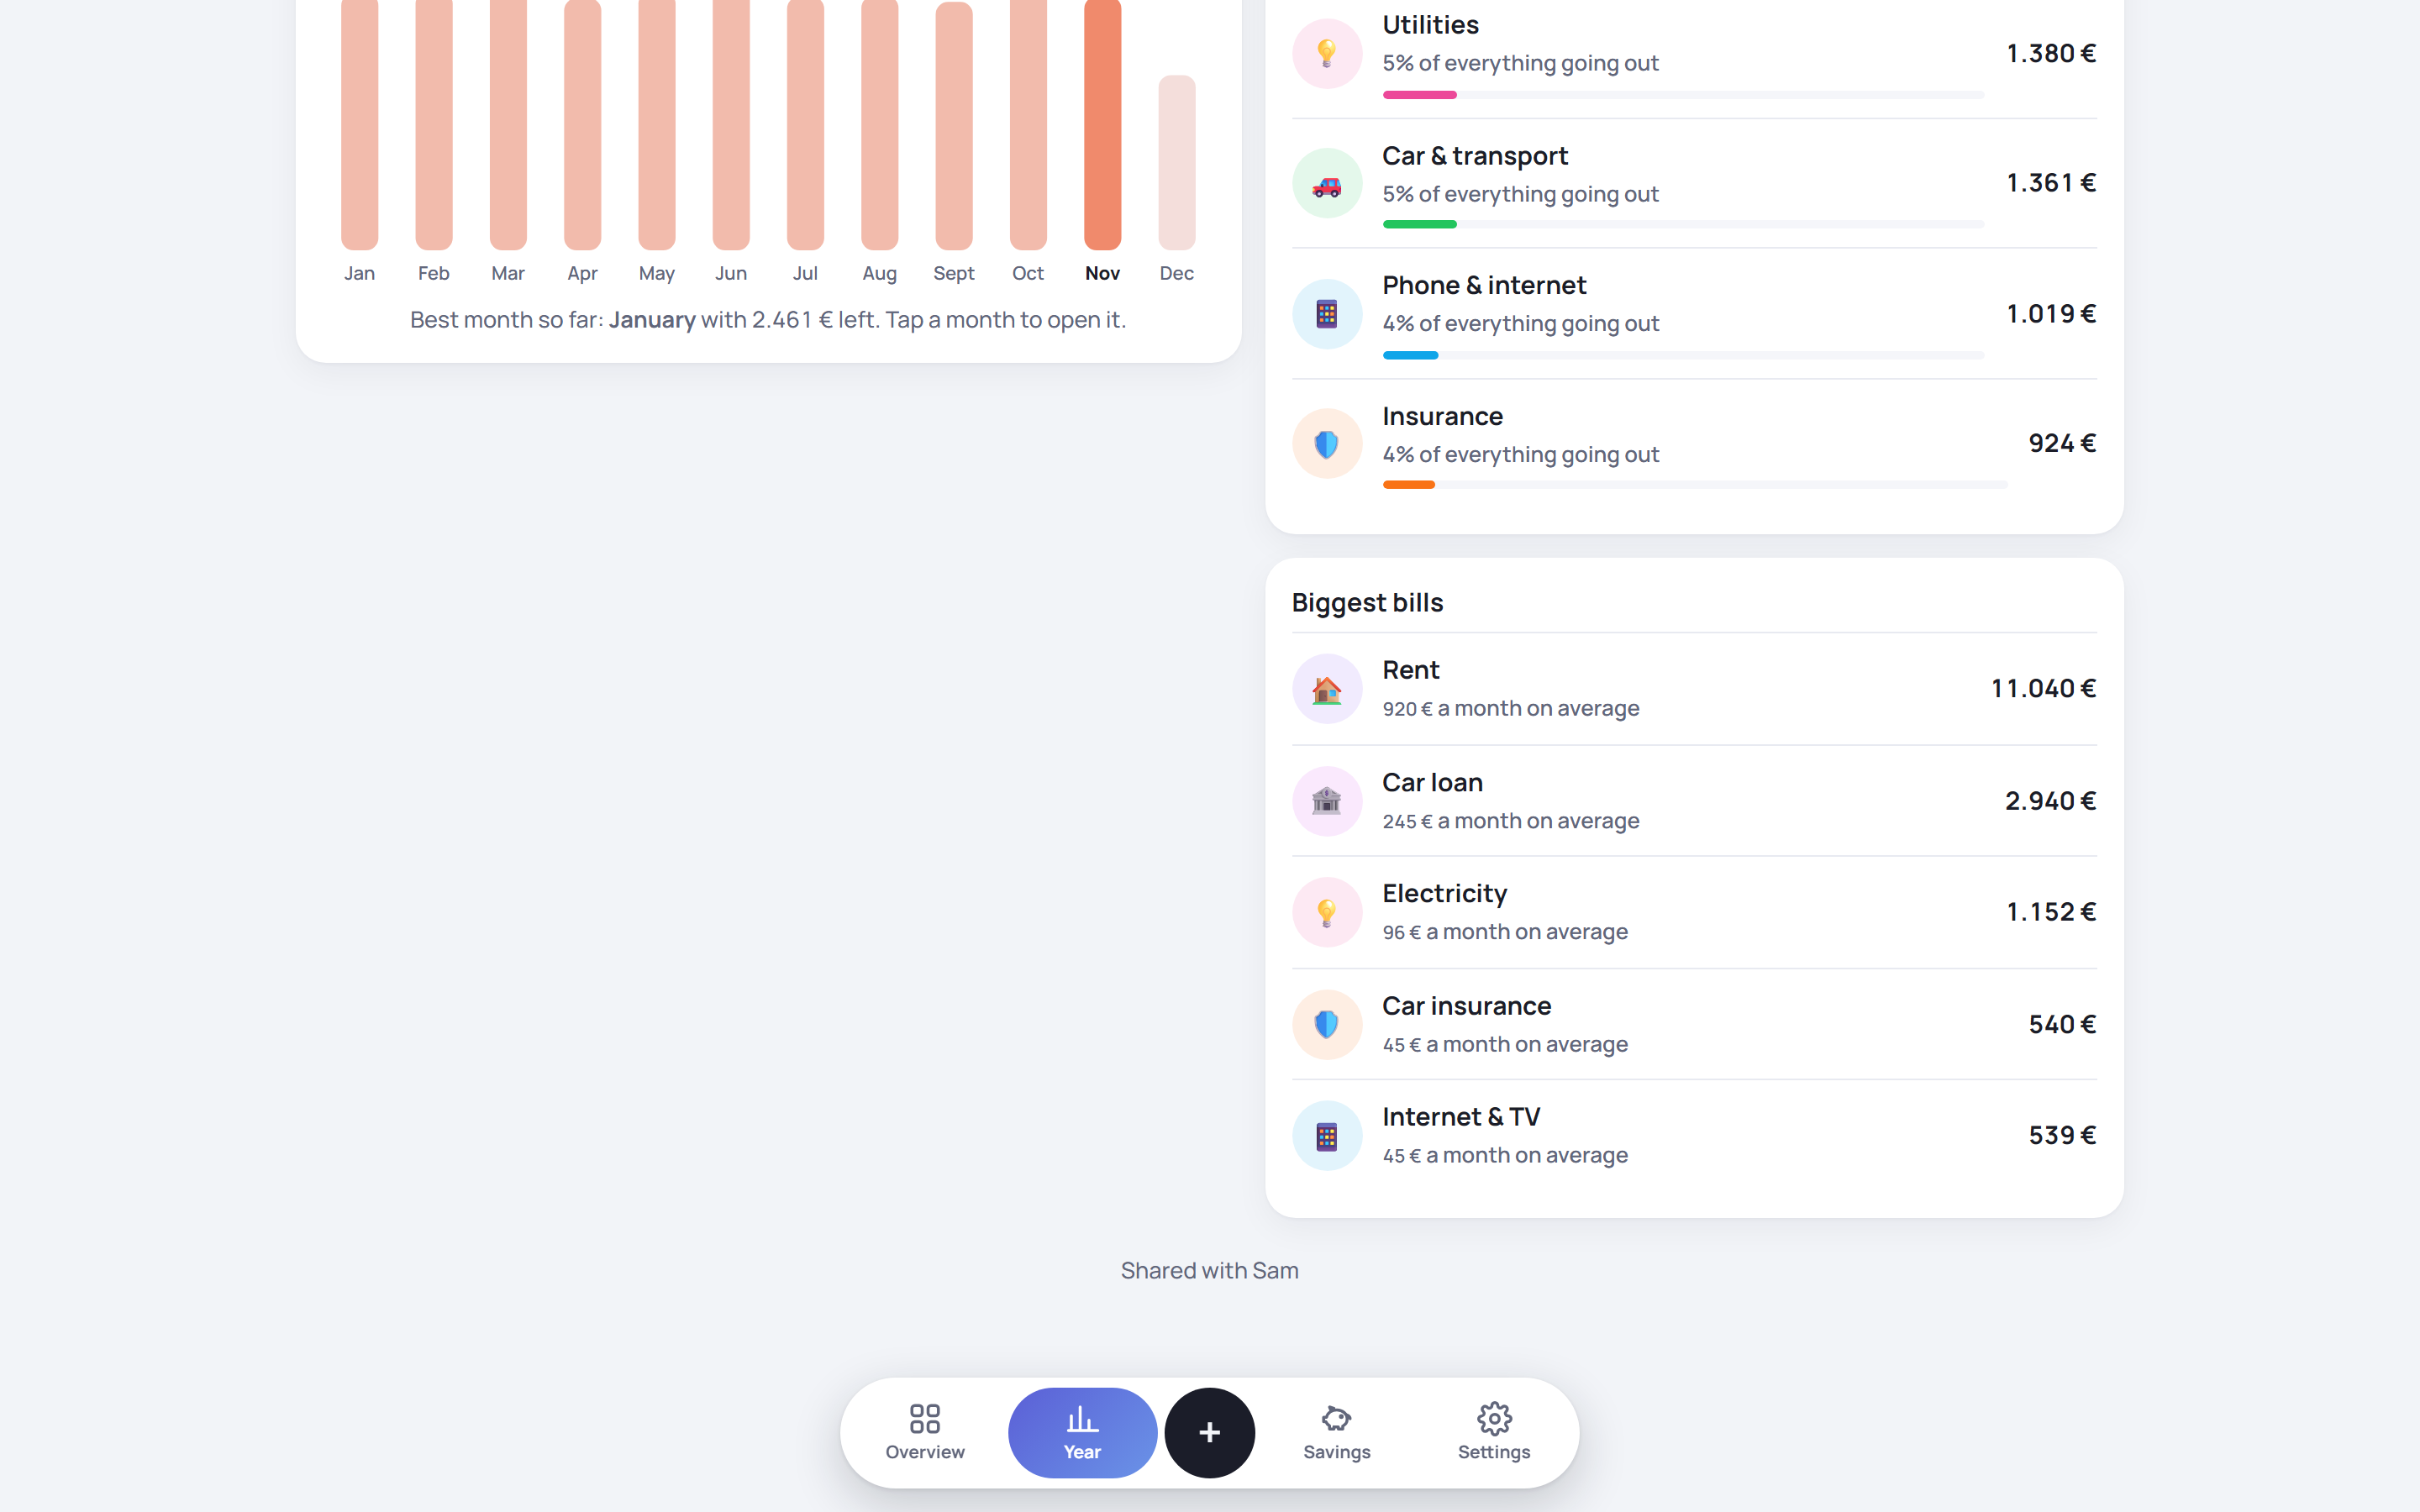 Jan Feb Mar Apr May Jun Jul Aug Sept Oct Nov Dec
Best month so far: January with 2.461 € left. Tap a month to open it.
Utilities
5% of everything going out
1.380 €
Car & transport
5% of everything going out
1.361 €
Phone & internet
4% of everything going out
1.019 €
Insurance
4% of everything going out
924 €
Biggest bills
Rent
920 € a month on average
11.040 €
Car loan
245 € a month on average
2.940 €
Electricity
96 € a month on average
1.152 €
Car insurance
45 € a month on average
540 €
Internet & TV
45 € a month on average
539 €
Shared with Sam
Overview
Year
+
Savings
Settings